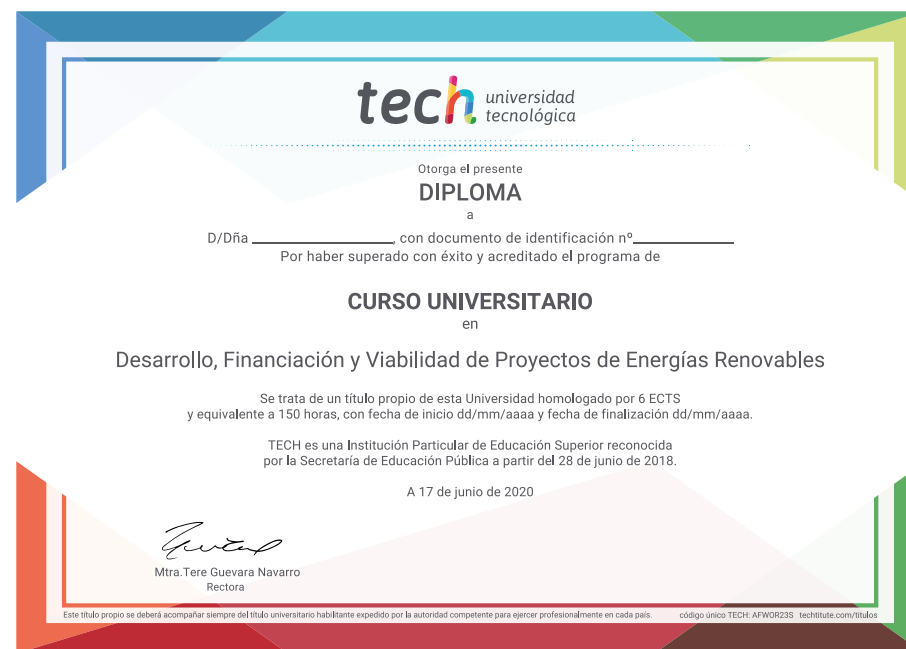 tech universidad
tecnológica
Otorga el presente
DIPLOMA
a
D/Dña ____________________, con documento de identificación nº______________
Por haber superado con éxito y acreditado el programa de
CURSO UNIVERSITARIO
en
Desarrollo, Financiación y Viabilidad de Proyectos de Energías Renovables
Se trata de un título propio de esta Universidad homologado por 6 ECTS
y equivalente a 150 horas, con fecha de inicio dd/mm/aaaa y fecha de finalización dd/mm/aaaa.
TECH es una Institución Particular de Educación Superior reconocida
por la Secretaría de Educación Pública a partir del 28 de junio de 2018.
A 17 de junio de 2020
Mtra.Tere Guevara Navarro
Rectora
Este título propio se deberá acompañar siempre del título universitario habilitante expedido por la autoridad competente para ejercer profesionalmente en cada país. código único TECH: AFWOR23S techtitute.com/titulos